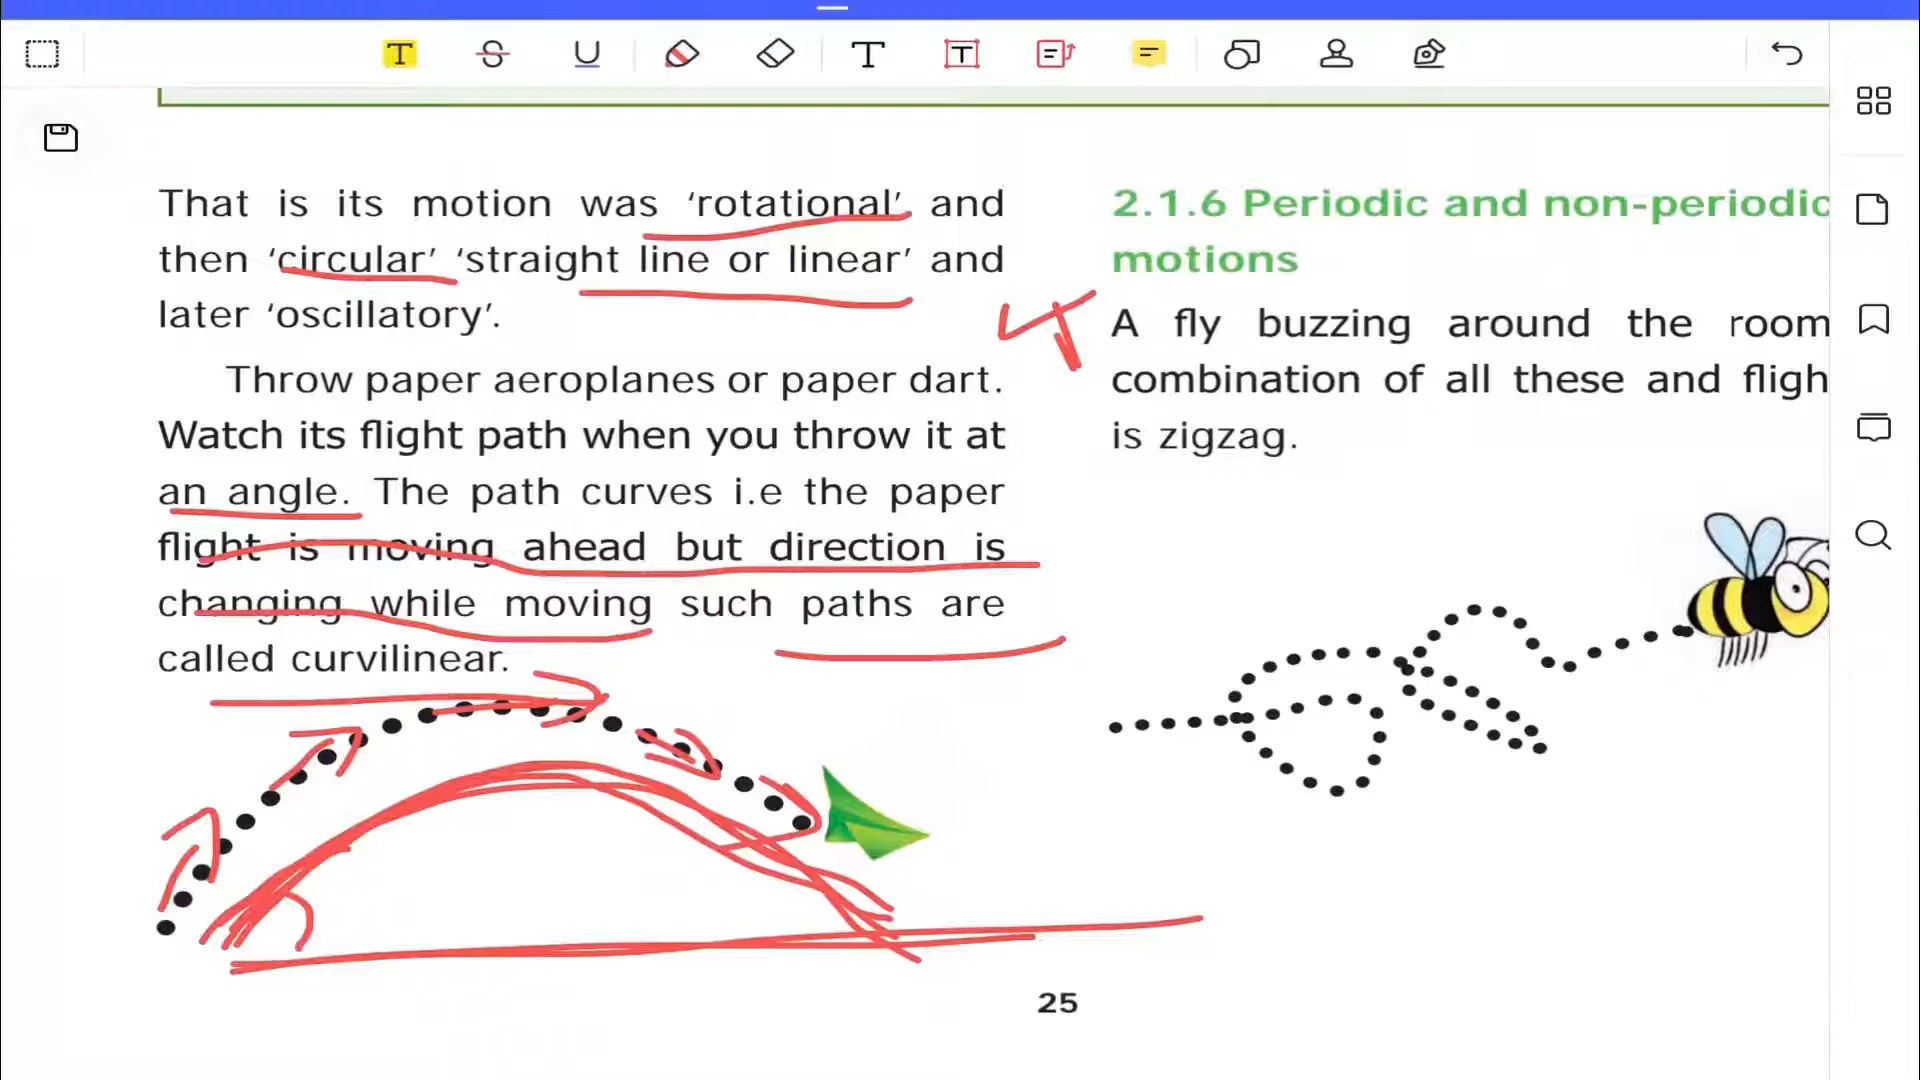 That is its motion was ‘rotational’ and
then ‘circular’ ‘straight line or linear’ and
later ‘oscillatory’.
Throw paper aeroplanes or paper dart.
Watch its flight path when you throw it at
an angle. The path curves i.e the paper
flight is moving ahead but direction is
changing while moving such paths are
called curvilinear.
2.1.6 Periodic and non-periodic
motions
A fly buzzing around the room
combination of all these and fligh
is zigzag.
25